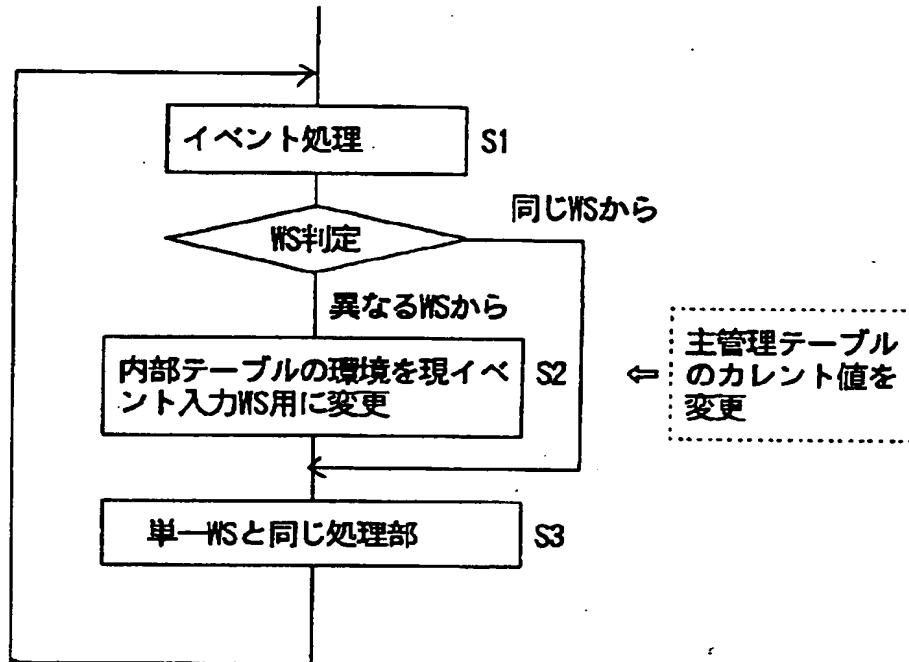 イベント処理
S1
同じWSから
WS判定
異なるWSから
内部テーブルの環境を現イベ
ント入力WS用に変更
S2
⇐
主管理テーブル
のカレント値を
変更
単一WSと同じ処理部
S3